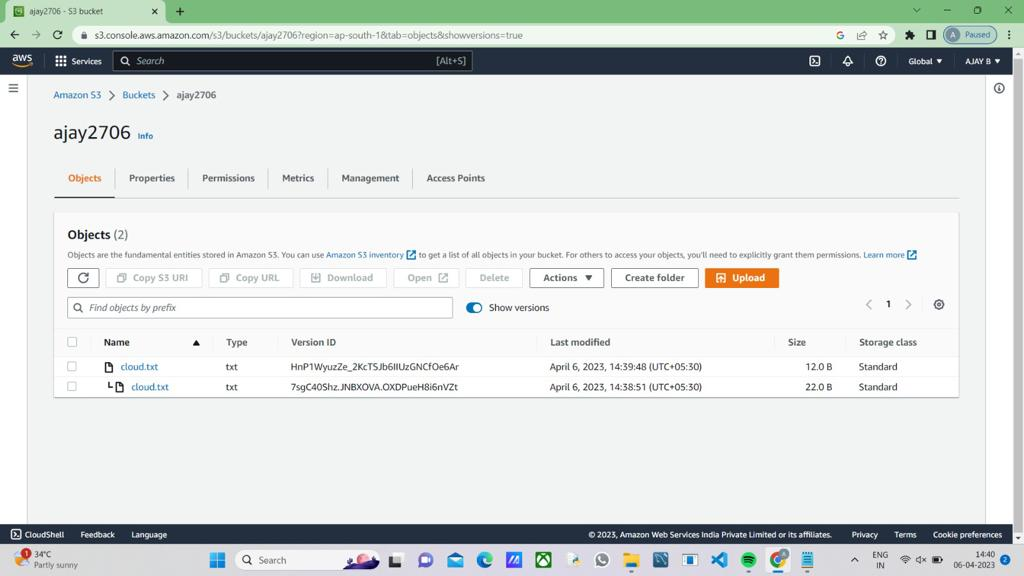 ajay2706 - S3 bucket
s3.console.aws.amazon.com/s3/buckets/ajay2706?region=ap-south-1&tab=objects&showversions=true
A Paused
aws Services Search [Alt+S] Global AJAY B
Amazon S3 Buckets ajay2706
ajay2706 Info
Objects Properties Permissions Metrics Management Access Points
Objects (2)
Objects are the fundamental entities stored in Amazon S3. You can use Amazon S3 inventory to get a list of all objects in your bucket. For others to access your objects, you'll need to explicitly grant them permissions. Learn more
Copy S3 URI Copy URL Download Open Delete Actions Create folder Upload
Find objects by prefix Show versions 1
Name Type Version ID Last modified Size Storage class
cloud.txt txt HnP1WyuzZe_2KcTSJb6IIUzGNCfOe6Ar April 6, 2023, 14:39:48 (UTC+05:30) 12.0 B Standard
cloud.txt txt 7sgC40Shz.JNBXOVA.OXDPueH8i6nVZt April 6, 2023, 14:38:51 (UTC+05:30) 22.0 B Standard
CloudShell Feedback Language © 2023, Amazon Web Services India Private Limited or its affiliates. Privacy Terms Cookie preferences
1 34°C
Partly sunny
Search
ENG
IN
14:40
06-04-2023
2